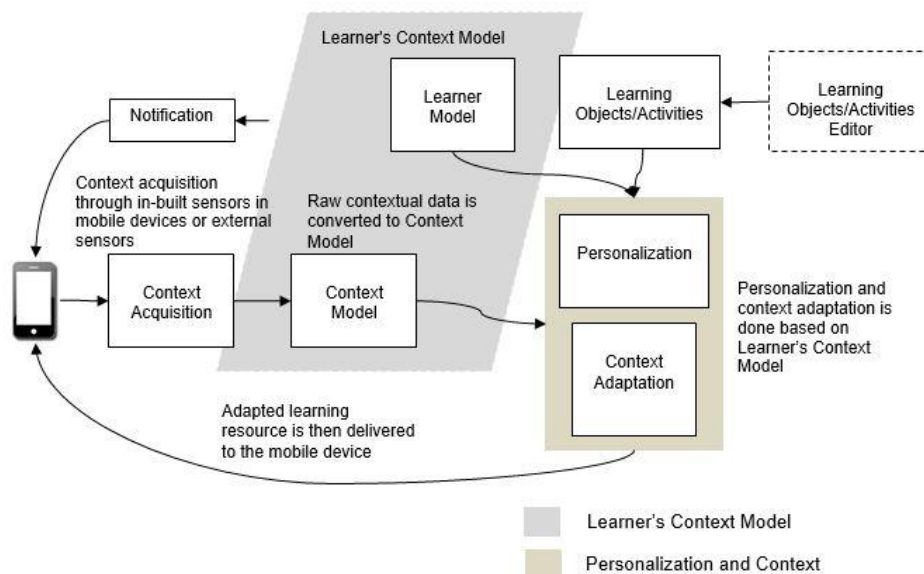 Learner's Context Model
Learner
Model
Learning
Objects/Activities
Learning
Objects/Activities
Editor
Notification
Context acquisition
through in-built sensors in
mobile devices or external
sensors
Raw contextual data is
converted to Context
Model
Context
Acquisition
Context
Model
Personalization
Context
Adaptation
Personalization and
context adaptation is
done based on
Learner's Context
Model
Adapted learning
resource is then delivered
to the mobile device
Learner's Context Model
Personalization and Context